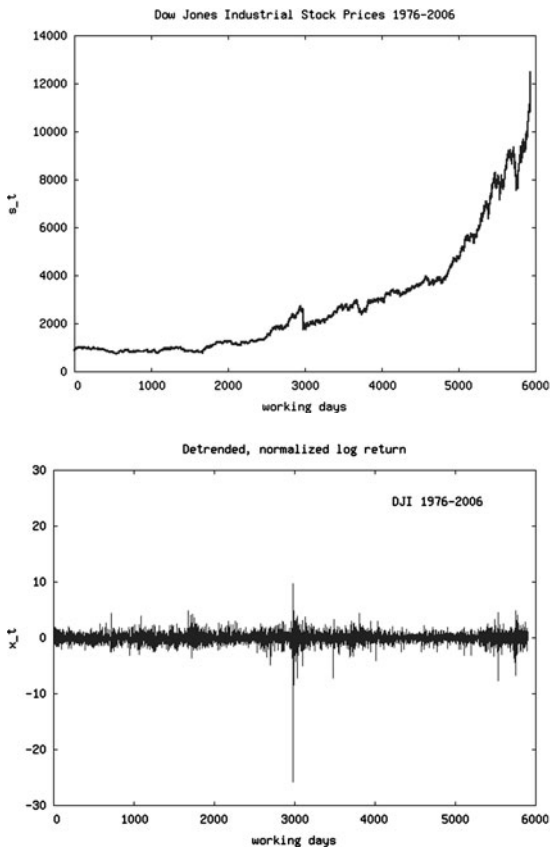 Dow Jones Industrial Stock Prices 1976-2006
14000
12000
10000
8000
6000
4000
2000
0
s_t
0 1000 2000 3000 4000 5000 6000
working days
Detrended, normalized log return
DJI 1976-2006
30
20
10
0
-10
-20
-30
x_t
0 1000 2000 3000 4000 5000 6000
working days